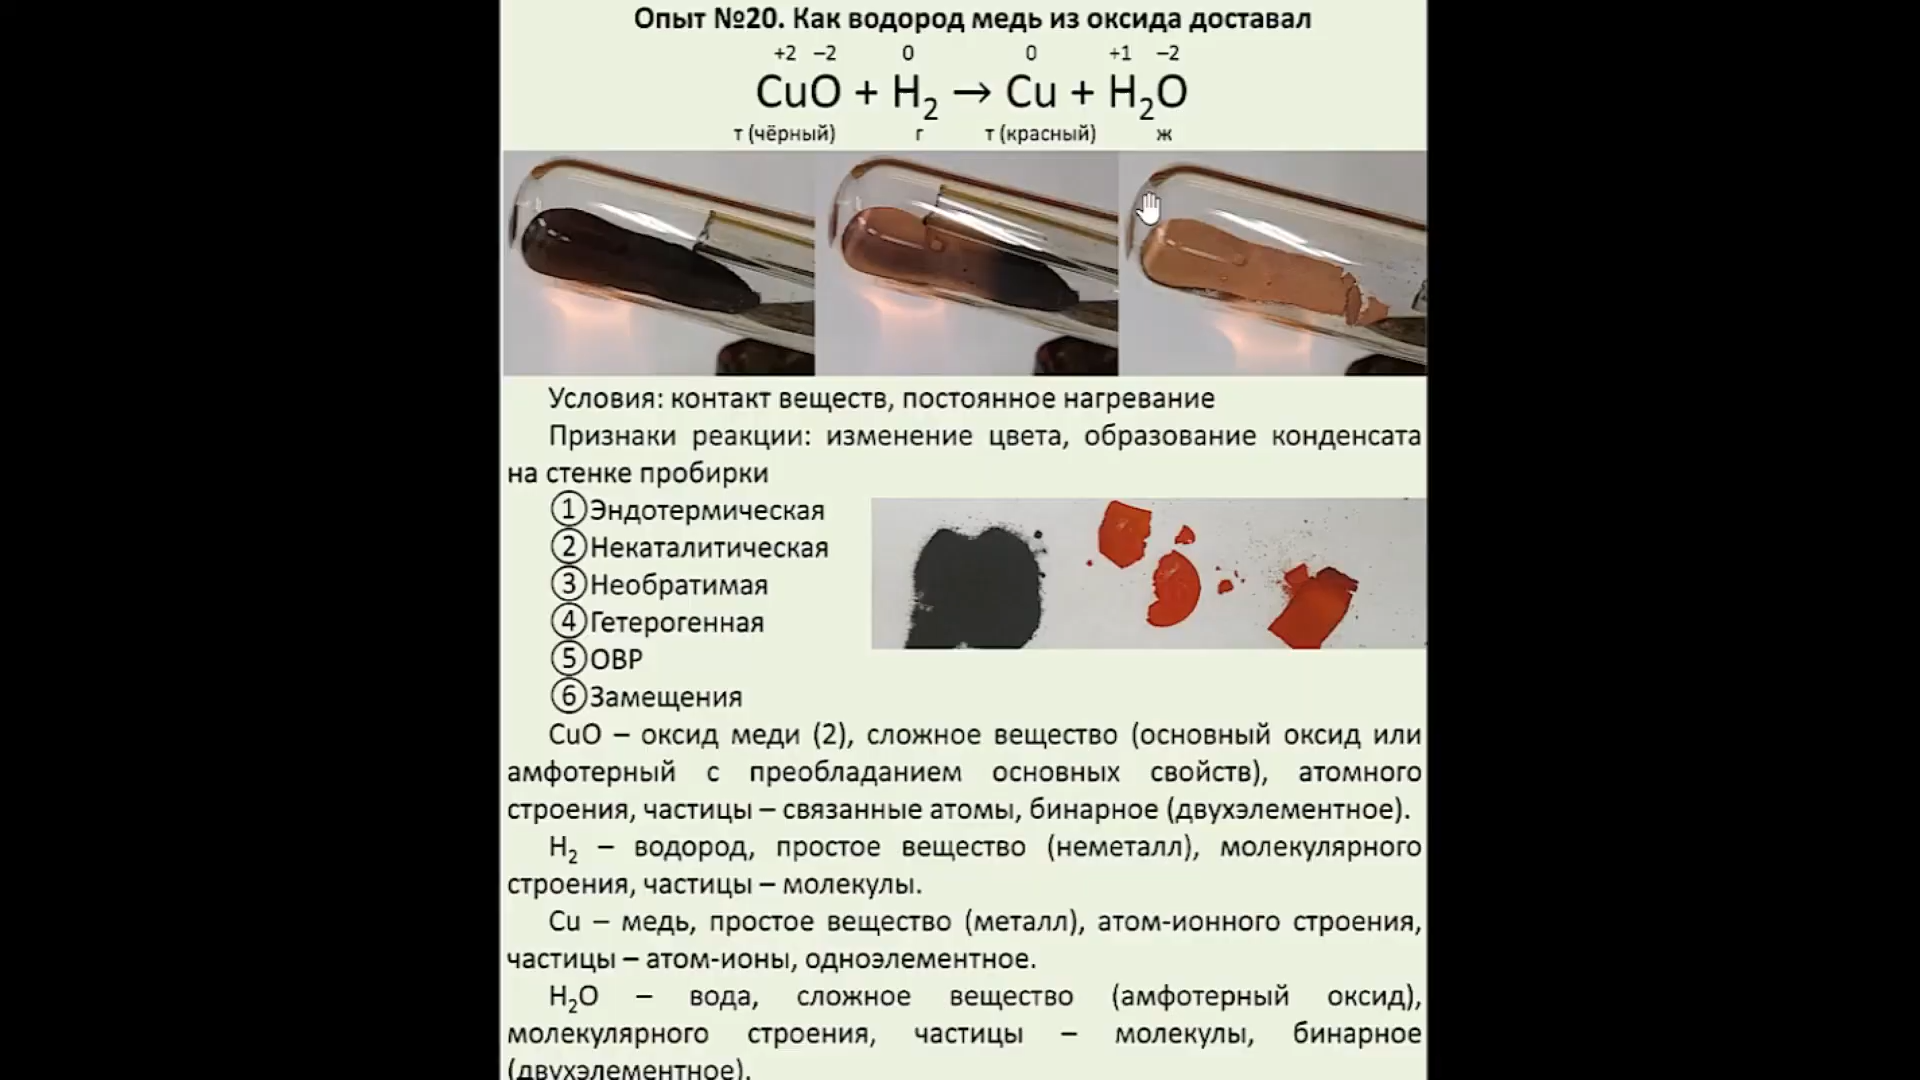 Опыт №20. Как водород медь из оксида доставал
+2 –2 0 0 +1 –2
CuO + H2 → Cu + H2O
т (чёрный) г т (красный) ж
Условия: контакт веществ, постоянное нагревание
Признаки реакции: изменение цвета, образование конденсата
на стенке пробирки
①Эндотермическая
②Некаталитическая
③Необратимая
④Гетерогенная
⑤ОВР
⑥Замещения
CuO – оксид меди (2), сложное вещество (основный оксид или
амфотерный с преобладанием основных свойств), атомного
строения, частицы – связанные атомы, бинарное (двухэлементное).
H2 – водород, простое вещество (неметалл), молекулярного
строения, частицы – молекулы.
Cu – медь, простое вещество (металл), атом-ионного строения,
частицы – атом-ионы, одноэлементное.
H2O – вода, сложное вещество (амфотерный оксид),
молекулярного строения, частицы – молекулы, бинарное
(двухэлементное).